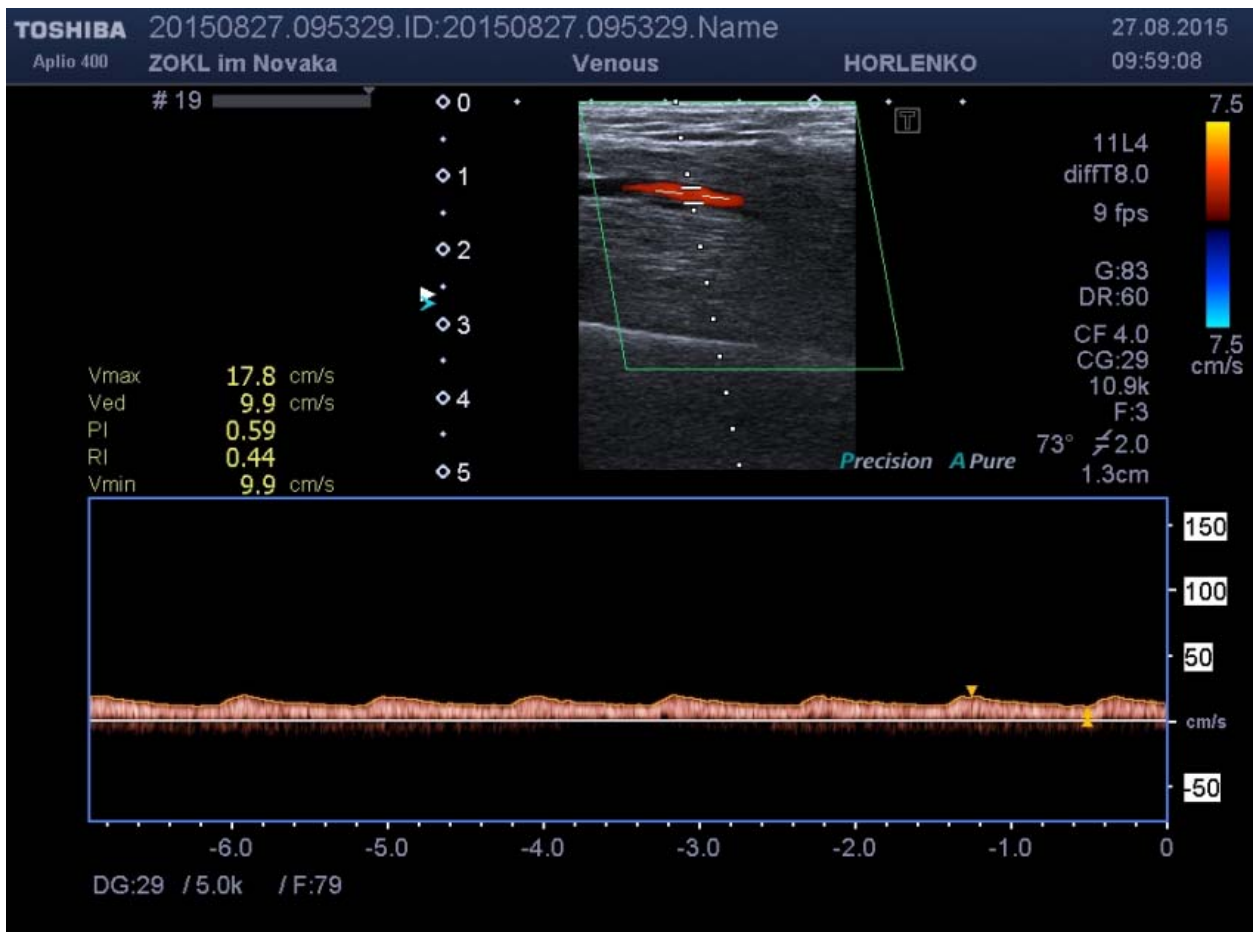 TOSHIBA 20150827.095329.ID:20150827.095329.Name 27.08.2015
Aplio 400 ZOKL im Novaka Venous HORLENKO 09:59:08
# 19
0
1
2
3
4
5
T
7.5
7.5
cm/s
11L4
diffT8.0
9 fps
G:83
DR:60
CF 4.0
CG:29
10.9k
F:3
73° 2.0
1.3cm
Precision A Pure
Vmax 17.8 cm/s
Ved 9.9 cm/s
PI 0.59
RI 0.44
Vmin 9.9 cm/s
150
100
50
cm/s
-50
-6.0 -5.0 -4.0 -3.0 -2.0 -1.0 0
DG:29 / 5.0k / F:79